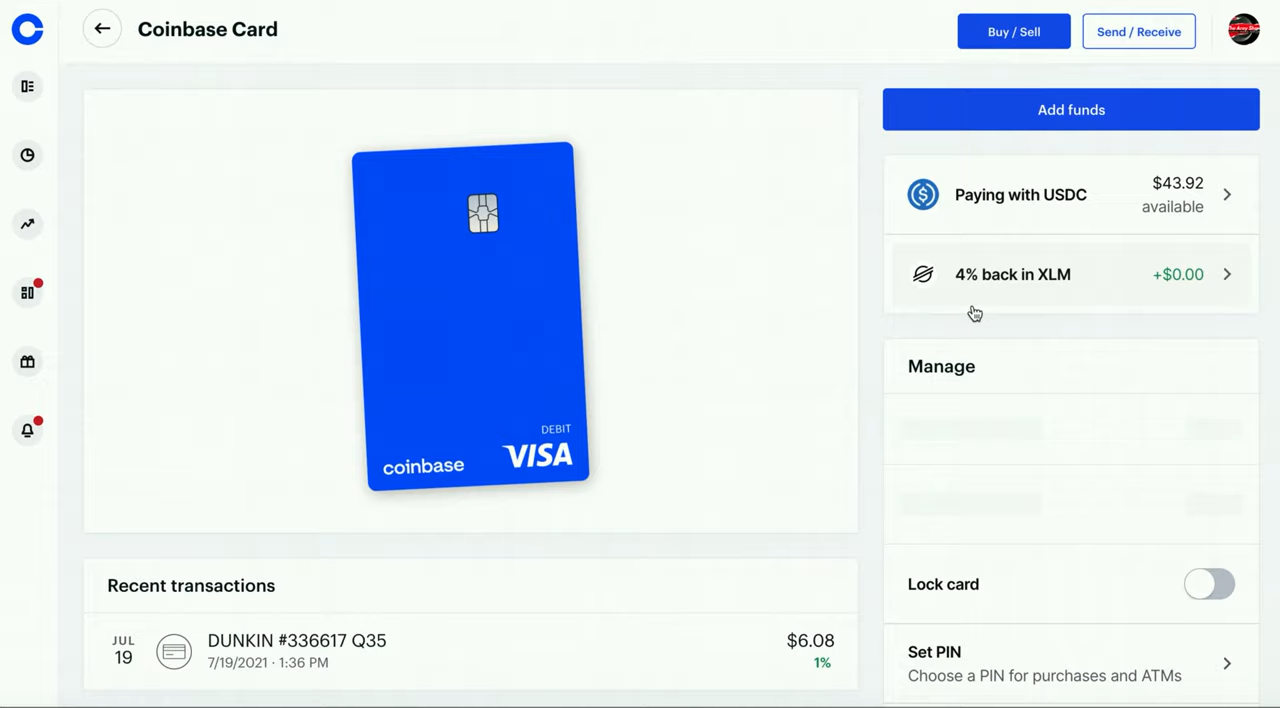 Coinbase Card
Buy / Sell
Send / Receive
Add funds
Paying with USDC
$43.92
available
4% back in XLM
+$0.00
DEBIT
VISA
coinbase
Manage
Lock card
Set PIN
Choose a PIN for purchases and ATMs
Recent transactions
JUL
19
DUNKIN #336617 Q35
7/19/2021 · 1:36 PM
$6.08
1%